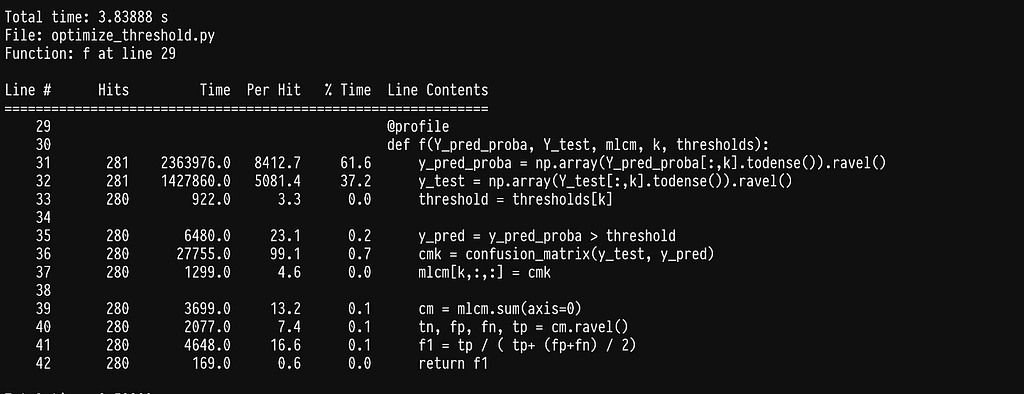 Total time: 3.83888 s
File: optimize_threshold.py
Function: f at line 29
Line #      Hits         Time  Per Hit   % Time  Line Contents
==============================================================
    29                                           @profile
    30                                           def f(Y_pred_proba, Y_test, mlcm, k, thresholds):
    31       281    2363976.0   8412.7     61.6      y_pred_proba = np.array(Y_pred_proba[:,k].todense()).ravel()
    32       281    1427860.0   5081.4     37.2      y_test = np.array(Y_test[:,k].todense()).ravel()
    33       280        922.0      3.3      0.0      threshold = thresholds[k]
    34
    35       280       6480.0     23.1      0.2      y_pred = y_pred_proba > threshold
    36       280      27755.0     99.1      0.7      cmk = confusion_matrix(y_test, y_pred)
    37       280       1299.0      4.6      0.0      mlcm[k,:,:] = cmk
    38
    39       280       3699.0     13.2      0.1      cm = mlcm.sum(axis=0)
    40       280       2077.0      7.4      0.1      tn, fp, fn, tp = cm.ravel()
    41       280       4648.0     16.6      0.1      f1 = tp / ( tp+ (fp+fn) / 2)
    42       280        169.0      0.6      0.0      return f1